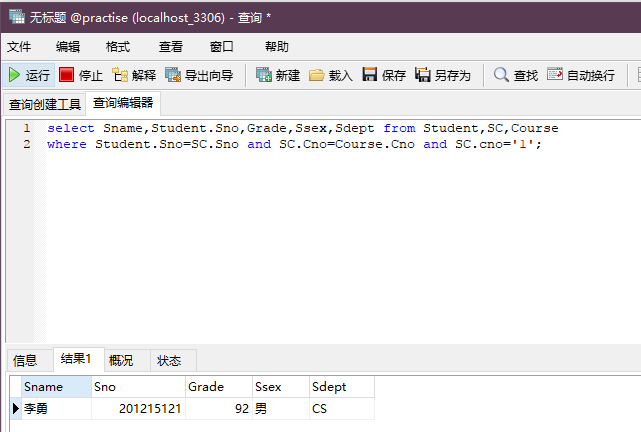 无标题 @practise (localhost_3306) - 查询 *
文件 编辑 格式 查看 窗口 帮助
运行 停止 解释 导出向导 新建 载入 保存 另存为 查找 自动换行
查询创建工具 查询编辑器
1 select Sname,Student.Sno,Grade,Ssex,Sdept from Student,SC,Course
2 where Student.Sno=SC.Sno and SC.Cno=Course.Cno and SC.cno='1';
信息 结果1 概况 状态
Sname Sno Grade Ssex Sdept
李勇 201215121 92 男 CS